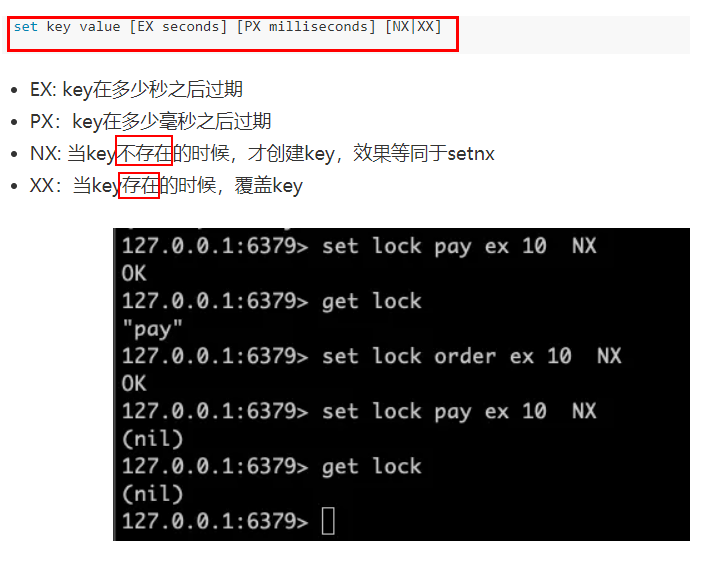 set key value [EX seconds] [PX milliseconds] [NX|XX]
EX: key在多少秒之后过期
PX：key在多少毫秒之后过期
NX: 当key不存在的时候，才创建key，效果等同于setnx
XX：当key存在的时候，覆盖key
127.0.0.1:6379> set lock pay ex 10  NX
OK
127.0.0.1:6379> get lock
"pay"
127.0.0.1:6379> set lock order ex 10  NX
OK
127.0.0.1:6379> set lock pay ex 10  NX
(nil)
127.0.0.1:6379> get lock
(nil)
127.0.0.1:6379>